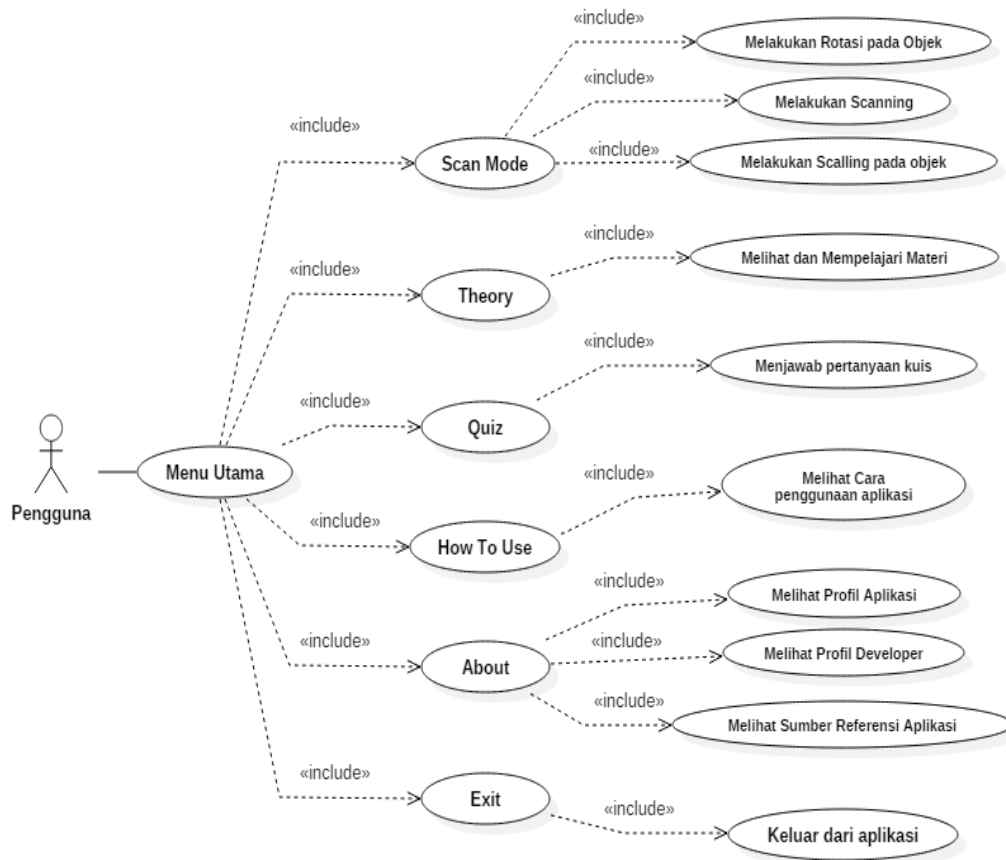 «include»
Melakukan Rotasi pada Objek
«include»
Melakukan Scanning
«include»
Scan Mode
«include»
Melakukan Scalling pada objek
«include»
Theory
«include»
Melihat dan Mempelajari Materi
«include»
Quiz
«include»
Menjawab pertanyaan kuis
Pengguna
Menu Utama
«include»
How To Use
«include»
Melihat Cara
penggunaan aplikasi
«include»
About
«include»
Melihat Profil Aplikasi
«include»
Melihat Profil Developer
«include»
Melihat Sumber Referensi Aplikasi
«include»
Exit
«include»
Keluar dari aplikasi